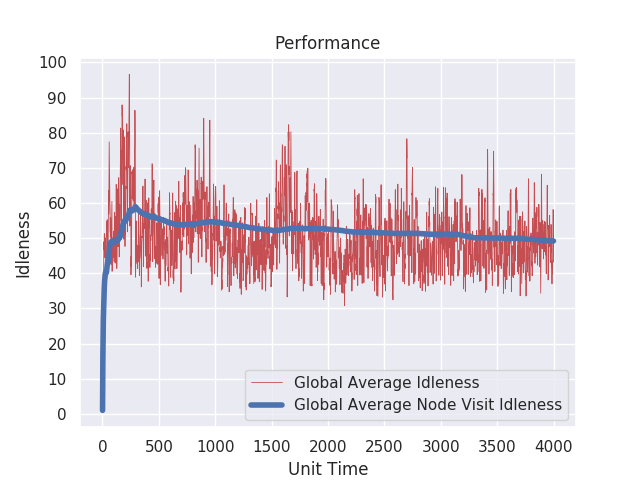 Performance
100
90
80
70
60
50
40
30
20
10
0
Idleness
0 500 1000 1500 2000 2500 3000 3500 4000
Unit Time
Global Average Idleness
Global Average Node Visit Idleness